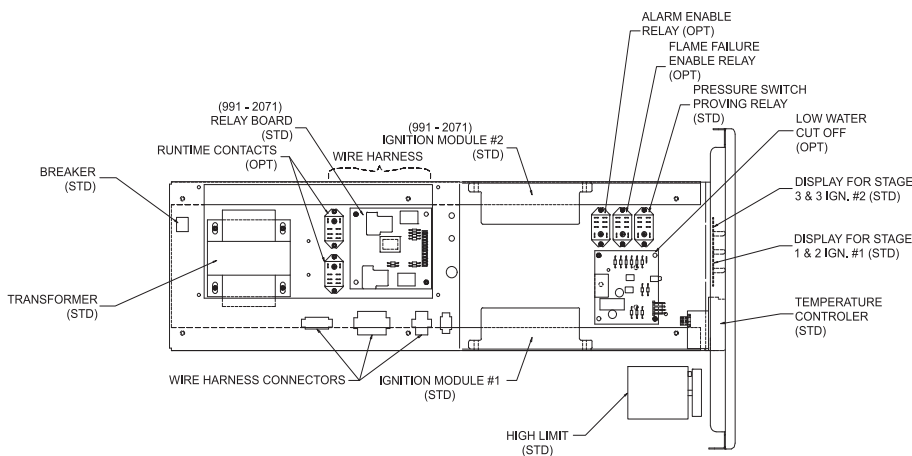 ALARM ENABLE
RELAY (OPT)
FLAME FAILURE
ENABLE RELAY
(OPT)
PRESSURE SWITCH
PROVING RELAY
(STD)
LOW WATER
CUT OFF
(OPT)
(991 - 2071)
RELAY BOARD
(STD)
(991 - 2071)
IGNITION MODULE #2
(STD)
RUNTIME CONTACTS
(OPT)
WIRE HARNESS
BREAKER
(STD)
DISPLAY FOR STAGE
3 & 3 IGN. #2 (STD)
DISPLAY FOR STAGE
1 & 2 IGN. #1 (STD)
TRANSFORMER
(STD)
TEMPERATURE
CONTROLER
(STD)
WIRE HARNESS CONNECTORS
IGNITION MODULE #1
(STD)
HIGH LIMIT
(STD)